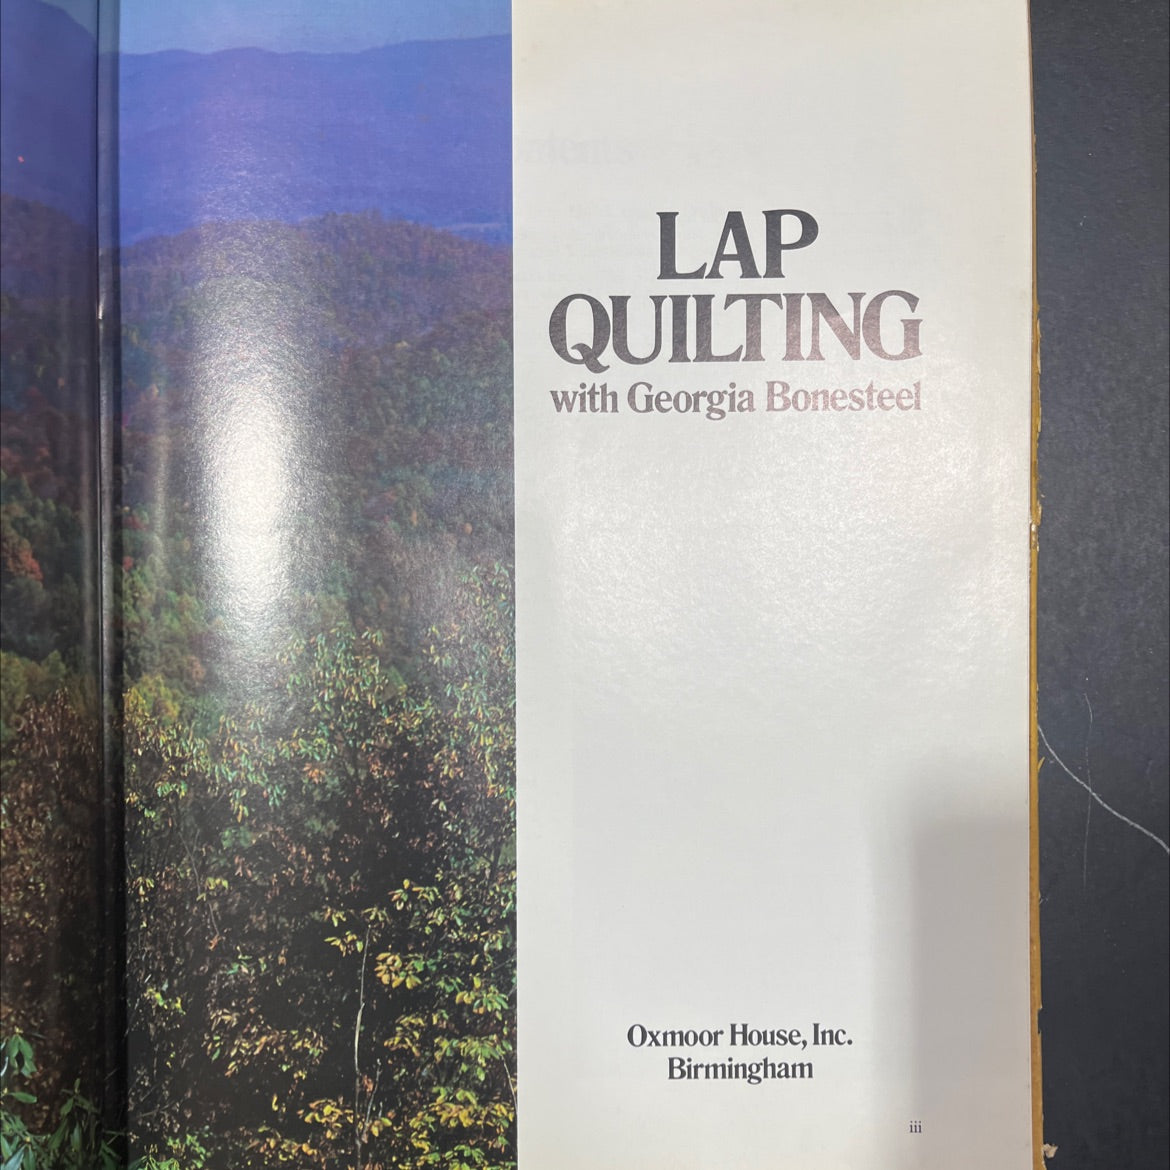 LAP
QUILTING
with Georgia Bonesteel
Oxmoor House, Inc.
Birmingham
iii